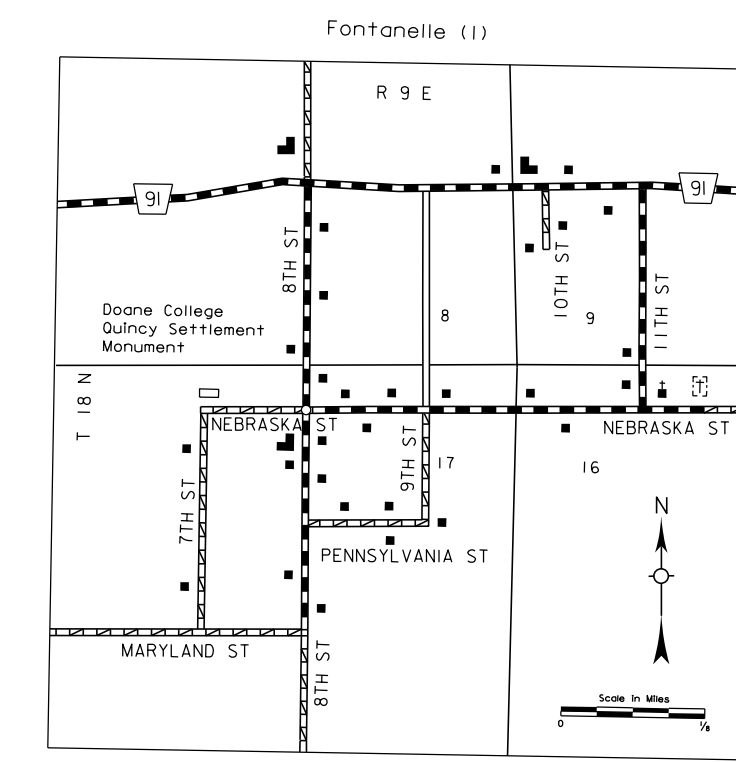 Fontanelle (1)
R 9 E
91
91
8TH ST
10TH ST
11TH ST
Doane College
Quincy Settlement
Monument
8
9
T 18 N
NEBRASKA ST
NEBRASKA ST
9TH ST
17
16
7TH ST
N
PENNSYLVANIA ST
MARYLAND ST
8TH ST
Scale in Miles
0 1/8